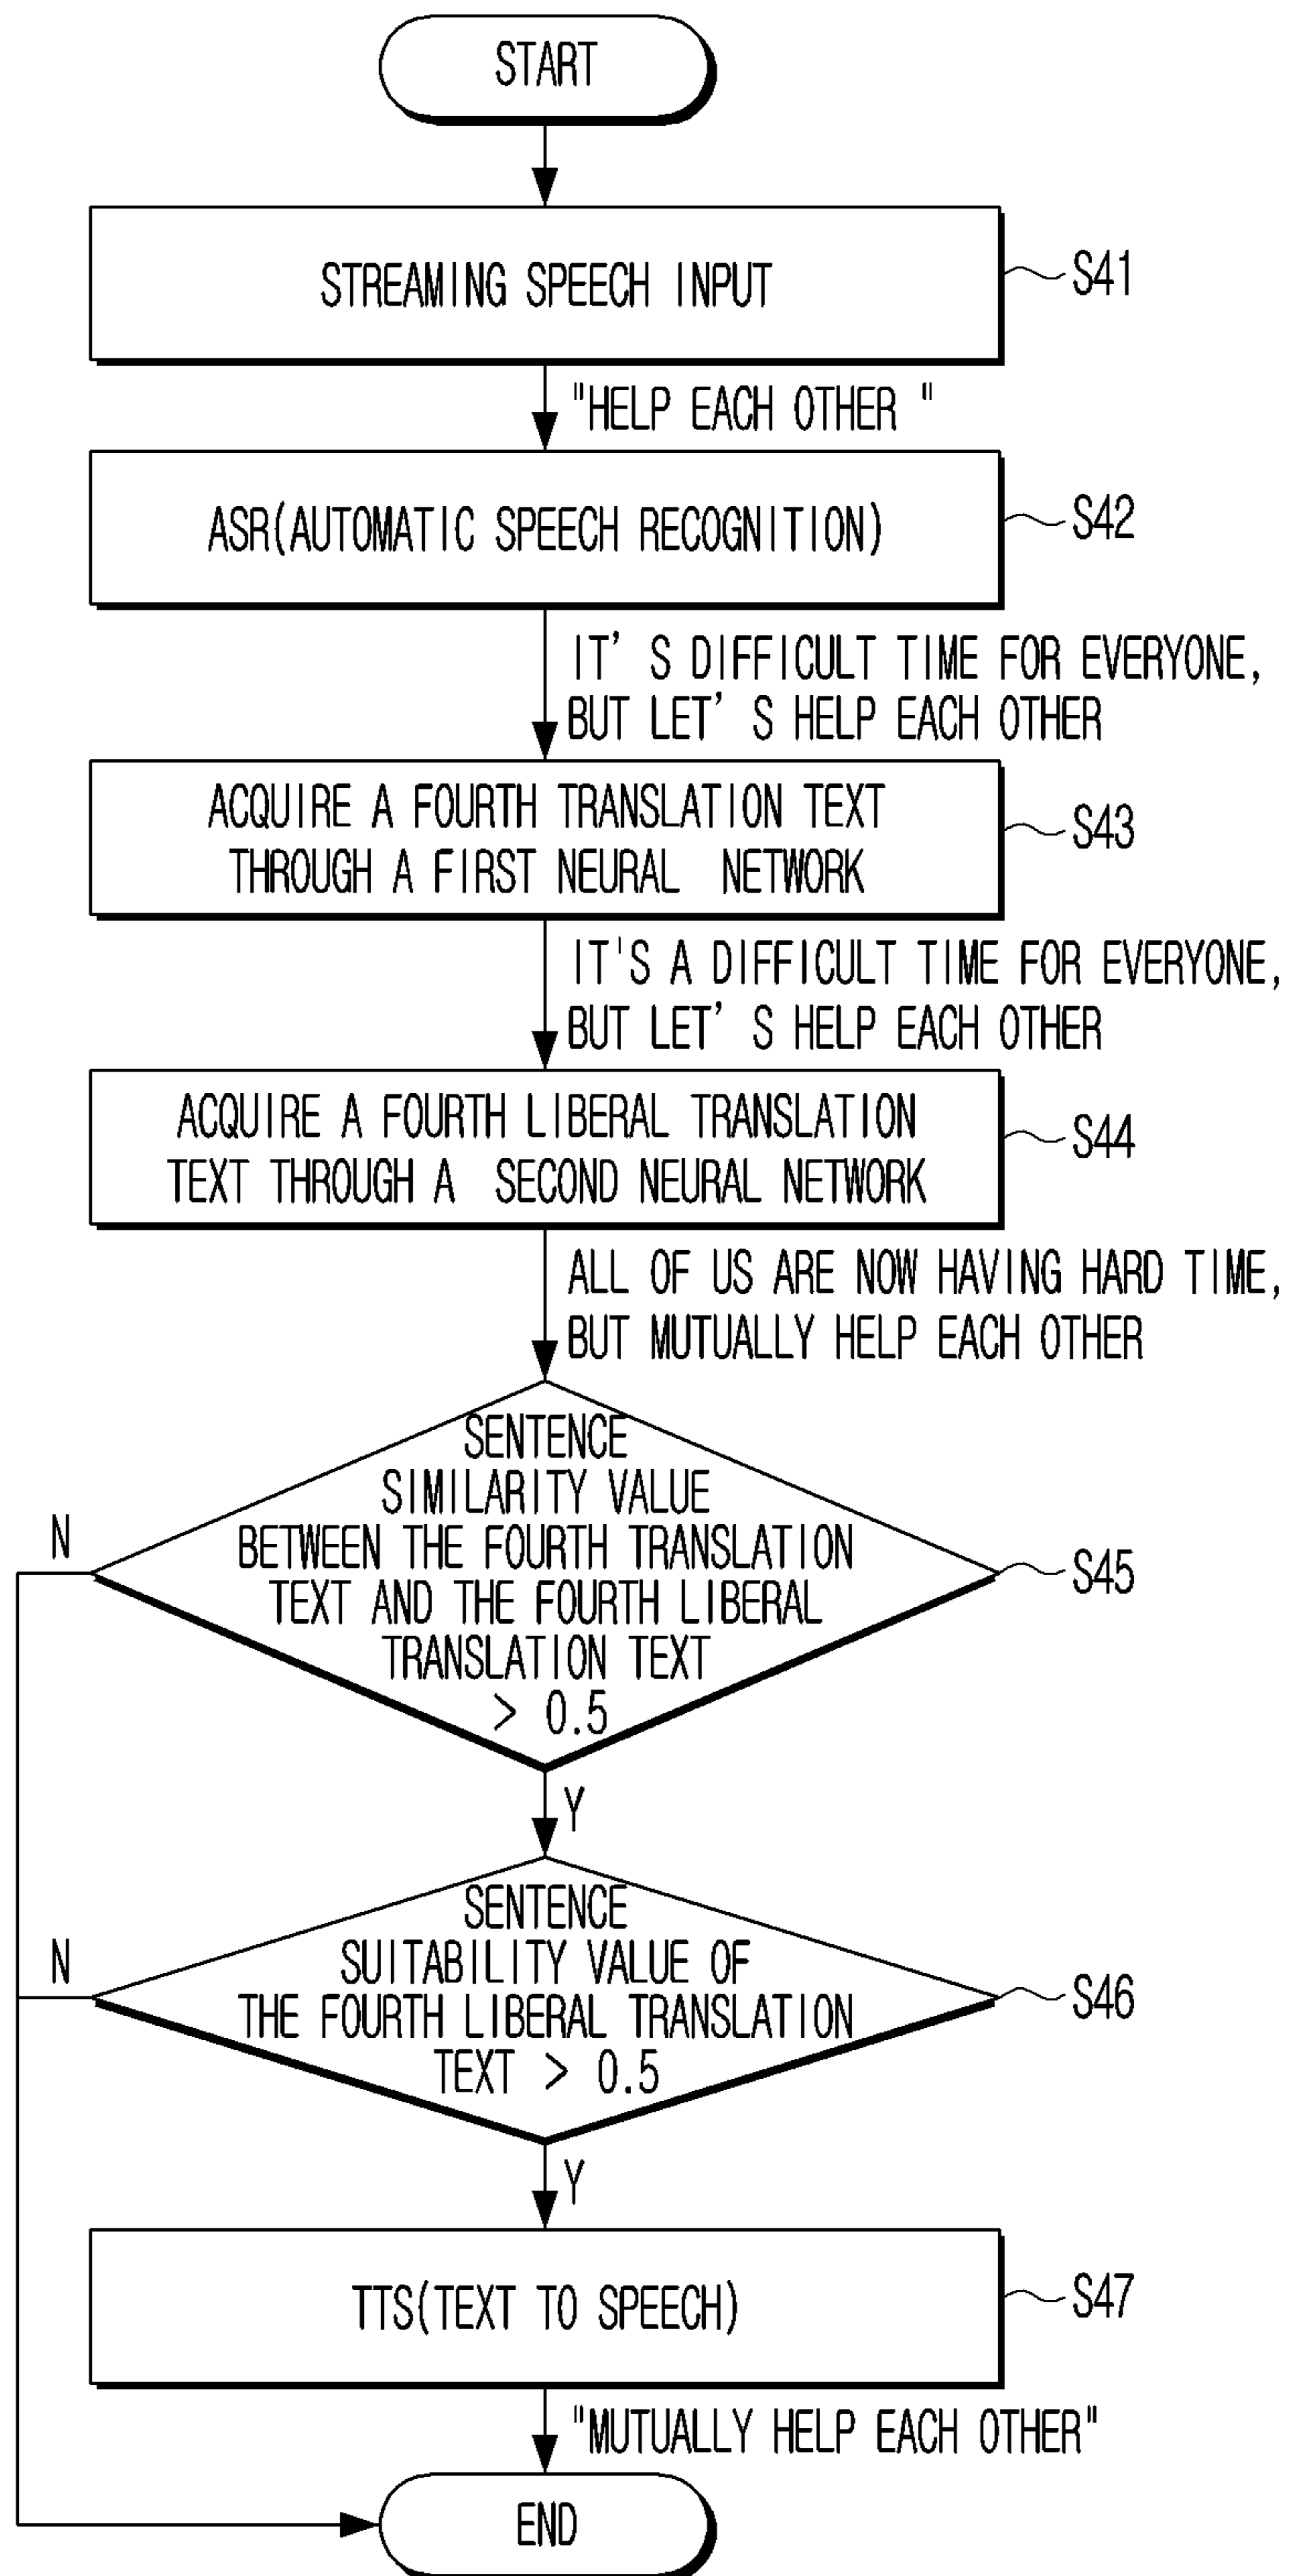 START
STREAMING SPEECH INPUT
S41
"HELP EACH OTHER "
ASR(AUTOMATIC SPEECH RECOGNITION)
S42
IT’ S DIFFICULT TIME FOR EVERYONE,
BUT LET’ S HELP EACH OTHER
ACQUIRE A FOURTH TRANSLATION TEXT
THROUGH A FIRST NEURAL NETWORK
S43
IT'S A DIFFICULT TIME FOR EVERYONE,
BUT LET’ S HELP EACH OTHER
ACQUIRE A FOURTH LIBERAL TRANSLATION
TEXT THROUGH A SECOND NEURAL NETWORK
S44
ALL OF US ARE NOW HAVING HARD TIME,
BUT MUTUALLY HELP EACH OTHER
SENTENCE
SIMILARITY VALUE
BETWEEN THE FOURTH TRANSLATION
TEXT AND THE FOURTH LIBERAL
TRANSLATION TEXT
> 0.5
N
S45
Y
SENTENCE
SUITABILITY VALUE OF
THE FOURTH LIBERAL TRANSLATION
TEXT > 0.5
N
S46
Y
TTS(TEXT TO SPEECH)
S47
"MUTUALLY HELP EACH OTHER"
END